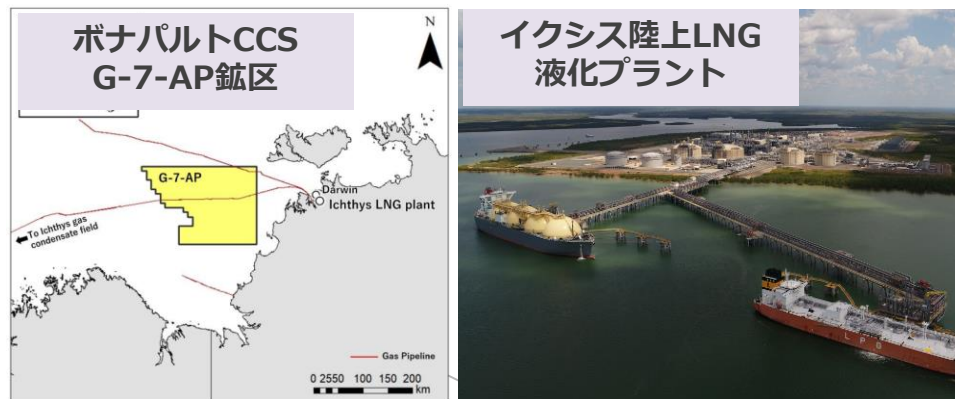 ボナパルトCCS
G-7-AP鉱区
N
G-7-AP
Darwin
Ichthys LNG plant
To Ichthys gas
condensate field
Gas Pipeline
0 2550 100 150 200
km
イクシス陸上LNG
液化プラント
LPG